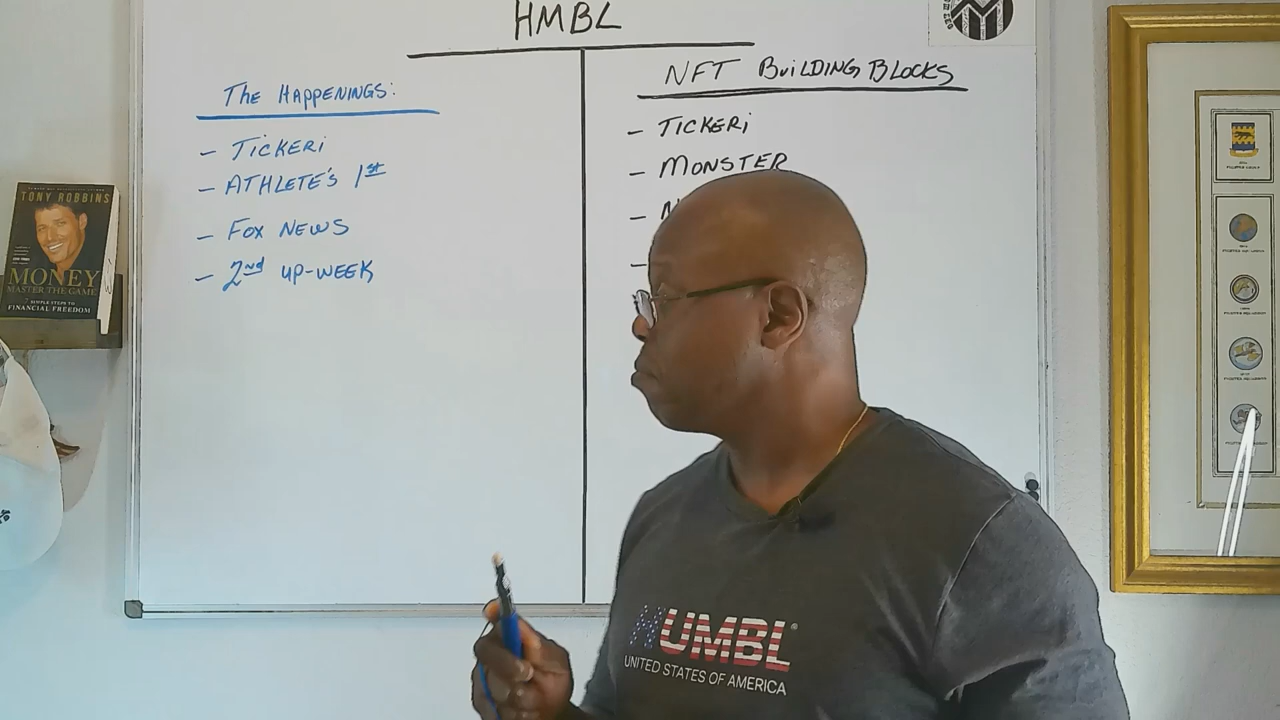 HMBL
The Happenings:
- Tickeri
- Athlete's 1st
- Fox News
- 2nd up-week
NFT Building Blocks
- Tickeri
- Monster
- N
-
TONY ROBBINS
MONEY
MASTER THE GAME
7 SIMPLE STEPS TO
FINANCIAL FREEDOM
HUMBL®
UNITED STATES OF AMERICA